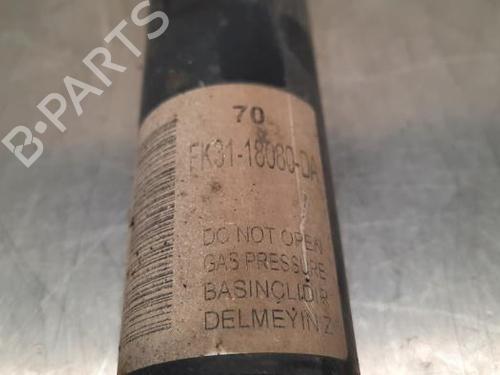 B-PARTS
70
FK31-18080-DA
DO NOT OPEN
GAS PRESSURE
BASINÇLIDIR
DELMEYİNİZ